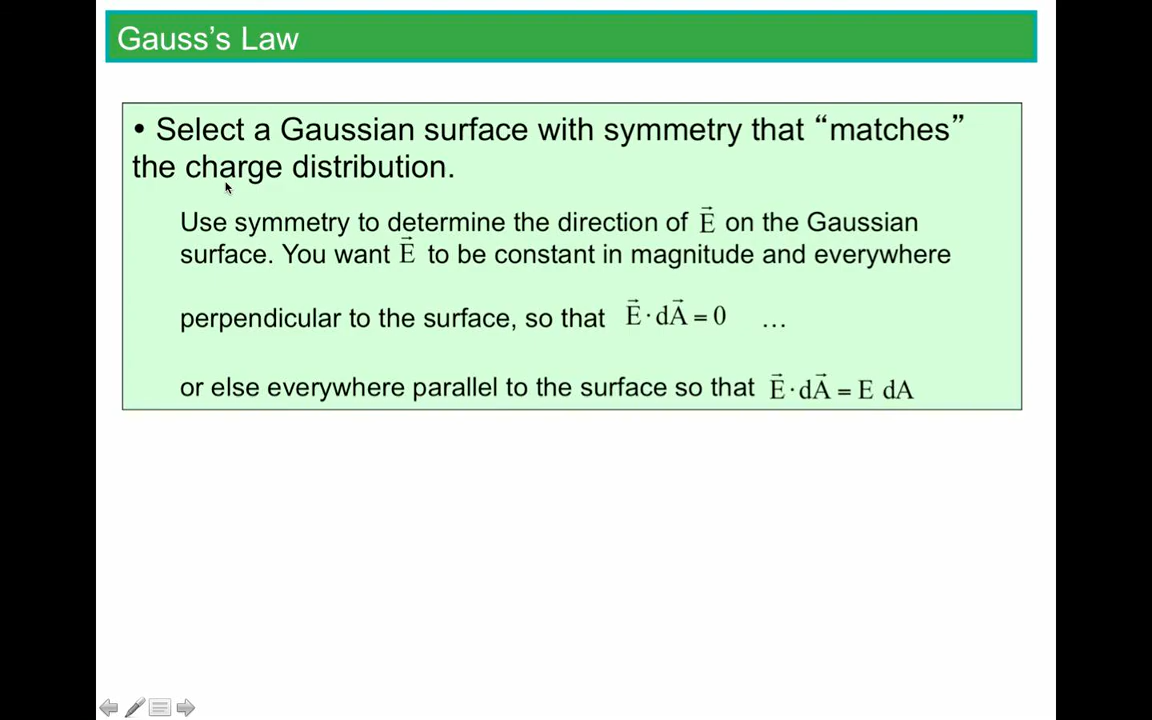 Gauss’s Law
• Select a Gaussian surface with symmetry that “matches”
the charge distribution.
Use symmetry to determine the direction of E⃗ on the Gaussian
surface. You want E⃗ to be constant in magnitude and everywhere
perpendicular to the surface, so that E⃗ · dA⃗ = 0 …
or else everywhere parallel to the surface so that E⃗ · dA⃗ = E dA